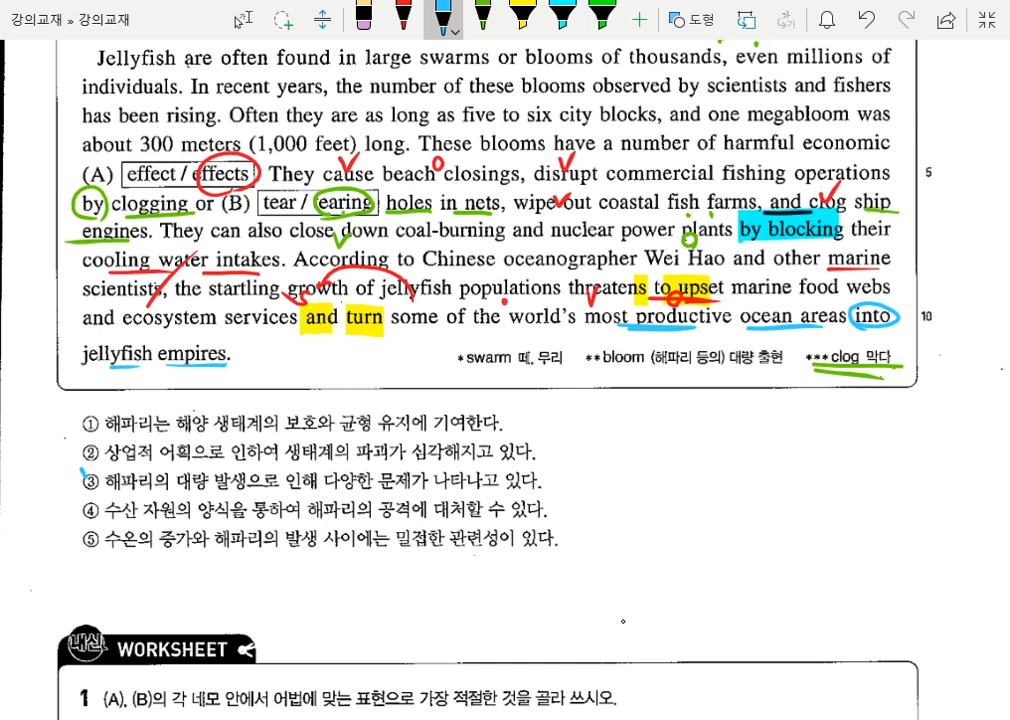 강의교재 » 강의교재
도형
Jellyfish are often found in large swarms or blooms of thousands, even millions of
individuals. In recent years, the number of these blooms observed by scientists and fishers
has been rising. Often they are as long as five to six city blocks, and one megabloom was
about 300 meters (1,000 feet) long. These blooms have a number of harmful economic
(A) effect / effects They cause beach closings, disrupt commercial fishing operations 5
by clogging or (B) tear / earing holes in nets, wipe out coastal fish farms, and clog ship
engines. They can also close down coal-burning and nuclear power plants by blocking their
cooling water intakes. According to Chinese oceanographer Wei Hao and other marine
scientists, the startling growth of jellyfish populations threatens to upset marine food webs
and ecosystem services and turn some of the world's most productive ocean areas into 10
jellyfish empires. *swarm 떼, 무리 **bloom (해파리 등의) 대량 출현 ***clog 막다
① 해파리는 해양 생태계의 보호와 균형 유지에 기여한다.
② 상업적 어획으로 인하여 생태계의 파괴가 심각해지고 있다.
③ 해파리의 대량 발생으로 인해 다양한 문제가 나타나고 있다.
④ 수산 자원의 양식을 통하여 해파리의 공격에 대처할 수 있다.
⑤ 수온의 증가와 해파리의 발생 사이에는 밀접한 관련성이 있다.
내신 WORKSHEET
1 (A), (B)의 각 네모 안에서 어법에 맞는 표현으로 가장 적절한 것을 골라 쓰시오.